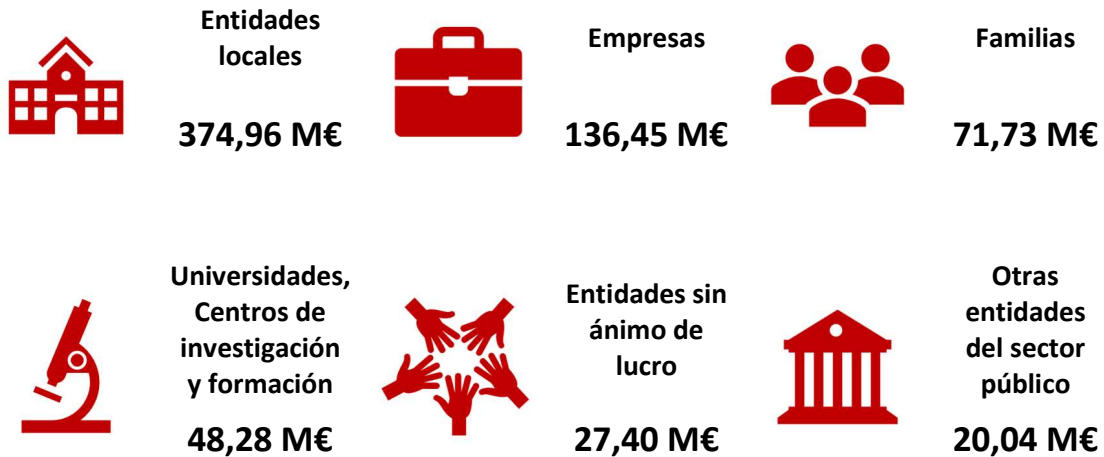 Entidades
locales
374,96 M€
Empresas
136,45 M€
Familias
71,73 M€
Universidades,
Centros de
investigación
y formación
48,28 M€
Entidades sin
ánimo de
lucro
27,40 M€
Otras
entidades
del sector
público
20,04 M€